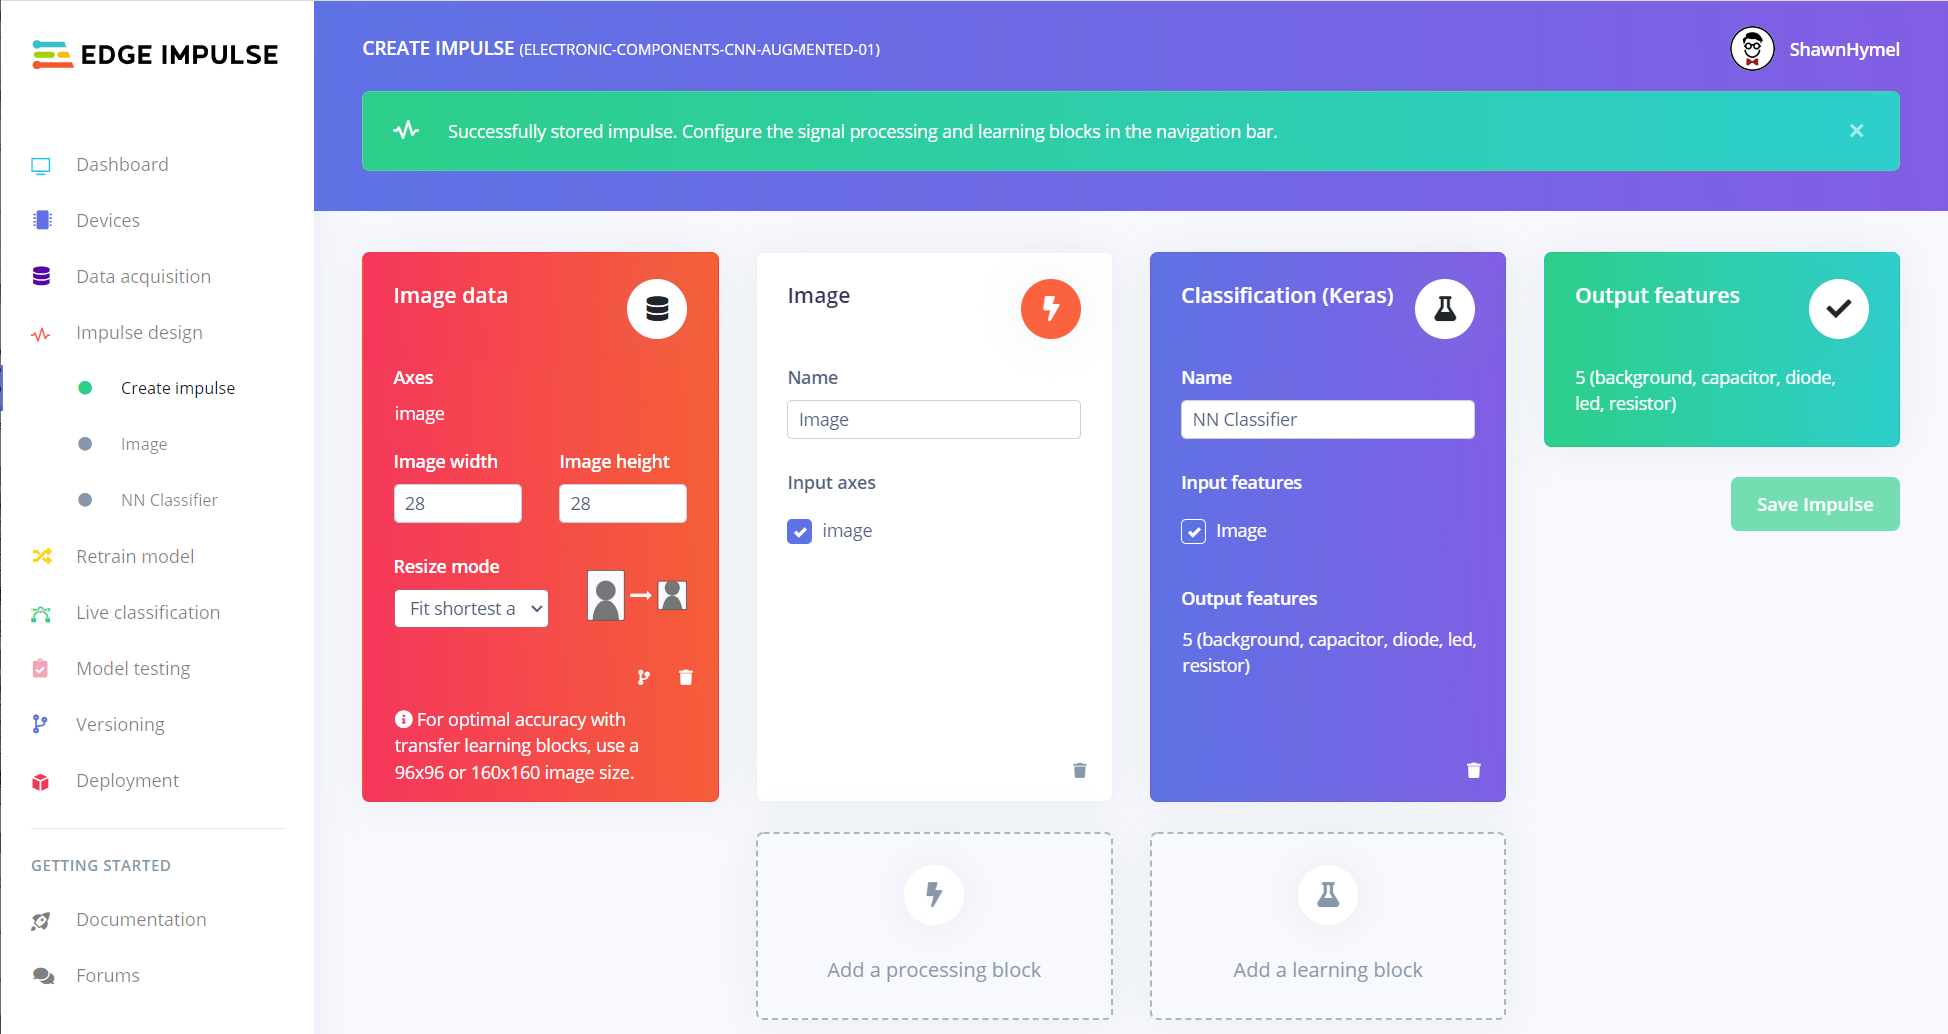 EDGE IMPULSE
Dashboard
Devices
Data acquisition
Impulse design
Create impulse
Image
NN Classifier
Retrain model
Live classification
Model testing
Versioning
Deployment
GETTING STARTED
Documentation
Forums
CREATE IMPULSE (ELECTRONIC-COMPONENTS-CNN-AUGMENTED-01)
ShawnHymel
Successfully stored impulse. Configure the signal processing and learning blocks in the navigation bar.
×
Image data
Axes
image
Image width
Image height
28
28
Resize mode
Fit shortest a
For optimal accuracy with
transfer learning blocks, use a
96x96 or 160x160 image size.
Image
Name
Image
Input axes
image
Add a processing block
Classification (Keras)
Name
NN Classifier
Input features
Image
Output features
5 (background, capacitor, diode, led,
resistor)
Add a learning block
Output features
5 (background, capacitor, diode,
led, resistor)
Save Impulse